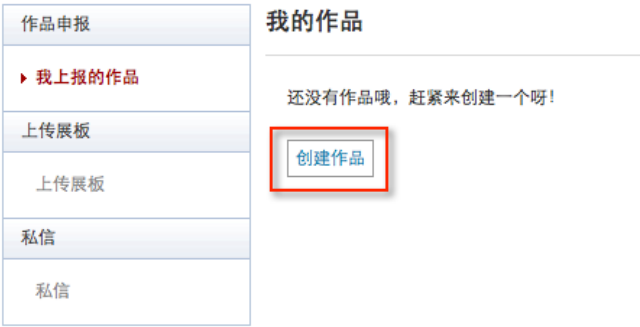 作品申报
我上报的作品
上传展板
上传展板
私信
私信
我的作品
还没有作品哦，赶紧来创建一个呀！
创建作品